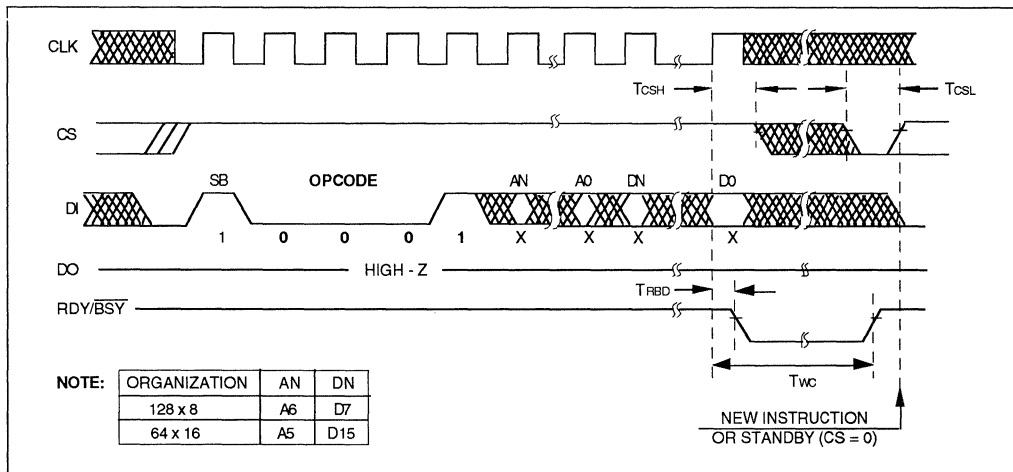 CLK
TCSH
TCSL
CS
SB OPCODE AN A0 DN D0
DI
1 0 0 0 1 X X X X
DO HIGH - Z
TRBD
RDY/BSY
TWC
NOTE: ORGANIZATION AN DN
128 x 8 A6 D7
64 x 16 A5 D15
NEW INSTRUCTION
OR STANDBY (CS = 0)